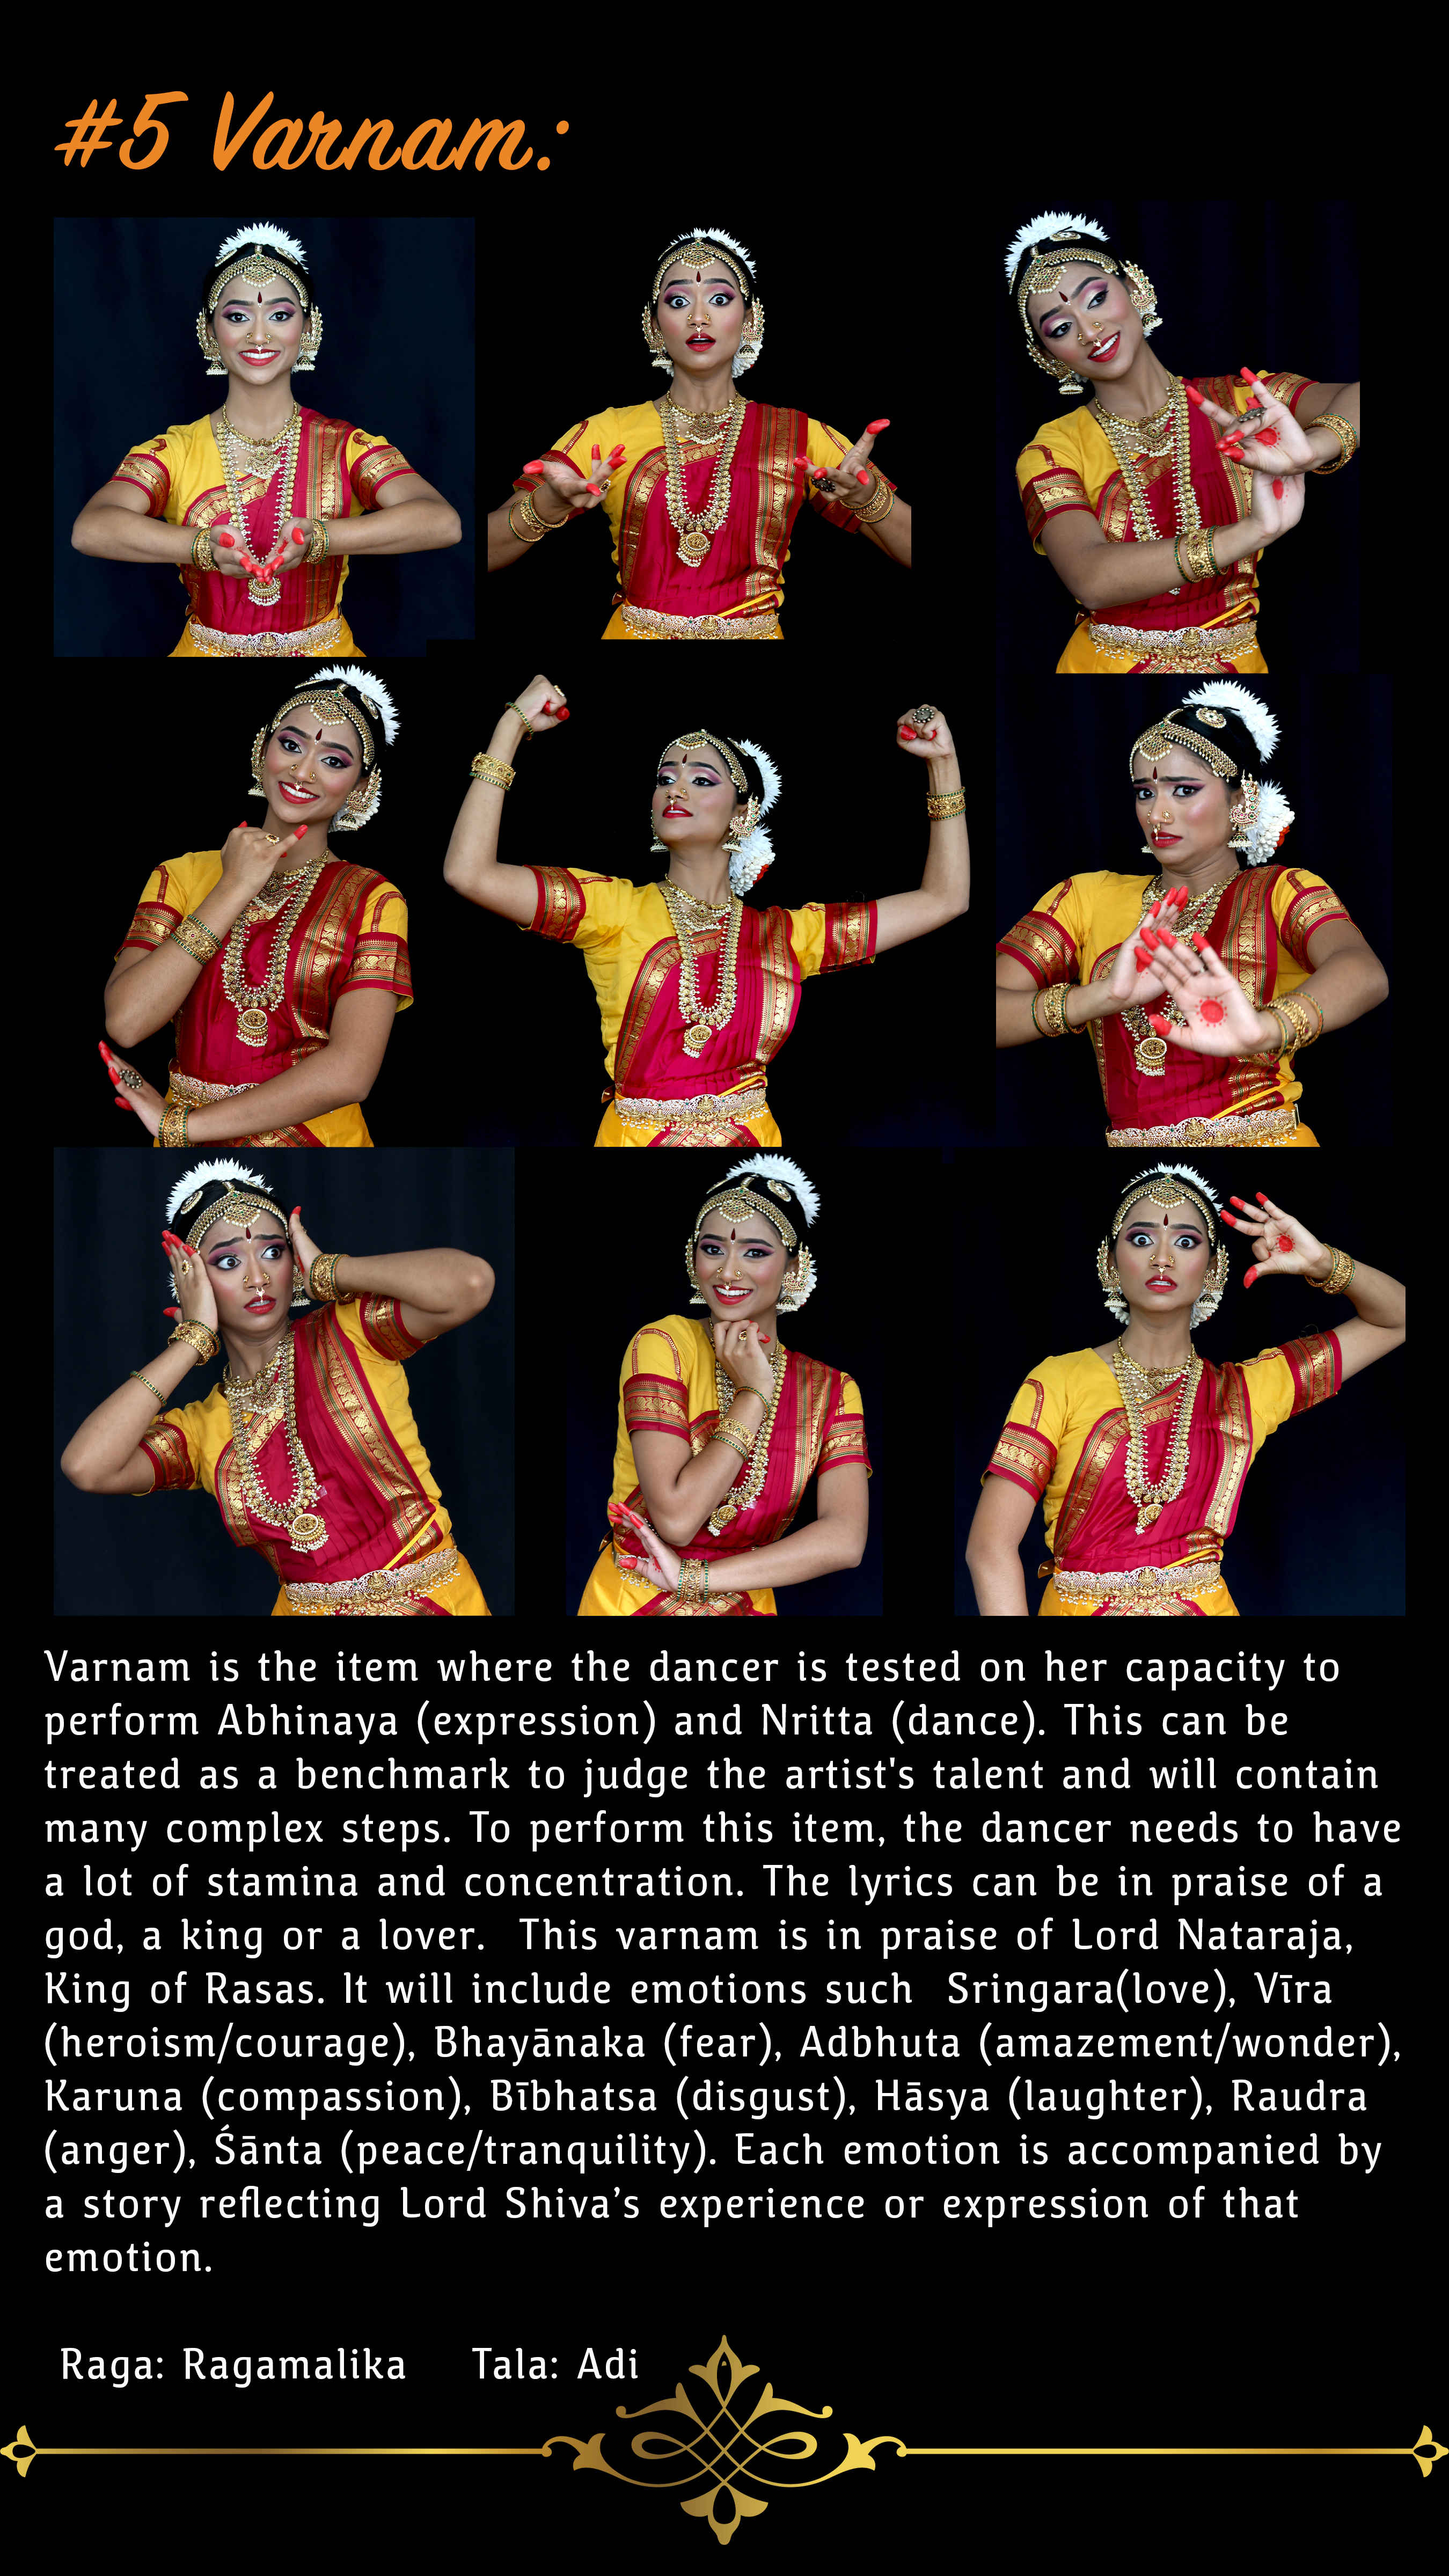 #5 Varnam:
Varnam is the item where the dancer is tested on her capacity to
perform Abhinaya (expression) and Nritta (dance). This can be
treated as a benchmark to judge the artist's talent and will contain
many complex steps. To perform this item, the dancer needs to have
a lot of stamina and concentration. The lyrics can be in praise of a
god, a king or a lover.  This varnam is in praise of Lord Nataraja,
King of Rasas. It will include emotions such  Sringara(love), Vīra
(heroism/courage), Bhayānaka (fear), Adbhuta (amazement/wonder),
Karuna (compassion), Bībhatsa (disgust), Hāsya (laughter), Raudra
(anger), Śānta (peace/tranquility). Each emotion is accompanied by
a story reflecting Lord Shiva’s experience or expression of that
emotion.
Raga: Ragamalika    Tala: Adi